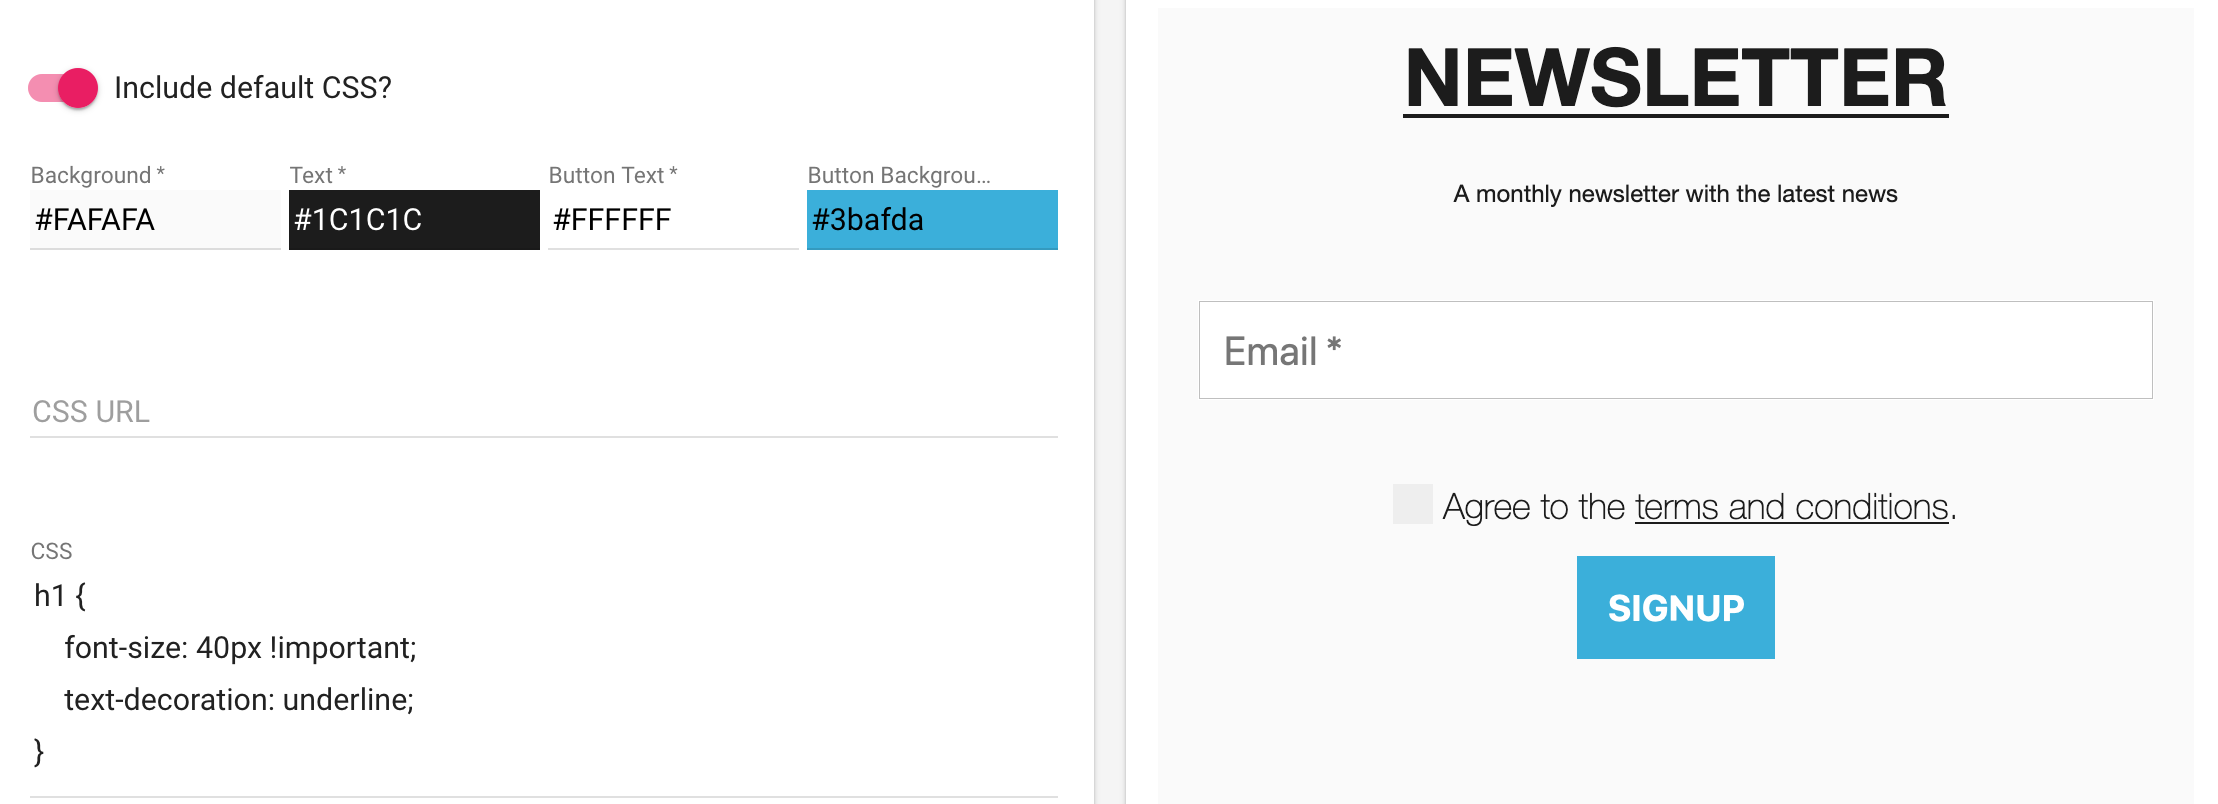 Include default CSS?
Background *
Text *
Button Text *
Button Backgrou...
#FAFAFA
#1C1C1C
#FFFFFF
#3bafda
CSS URL
CSS
h1 {
font-size: 40px !important;
text-decoration: underline;
}
NEWSLETTER
A monthly newsletter with the latest news
Email *
Agree to the terms and conditions.
SIGNUP